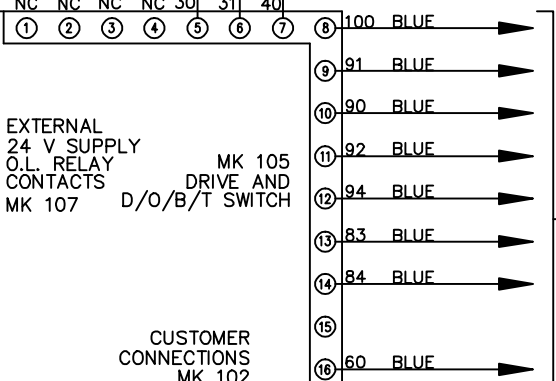 NC NC NC NC 30 31 40
1 2 3 4 5 6 7 8 100 BLUE
9 91 BLUE
10 90 BLUE
11 92 BLUE
12 94 BLUE
13 83 BLUE
14 84 BLUE
15
16 60 BLUE
EXTERNAL
24 V SUPPLY
O.L. RELAY
CONTACTS
MK 107
MK 105
DRIVE AND
D/O/B/T SWITCH
CUSTOMER
CONNECTIONS
MK 102